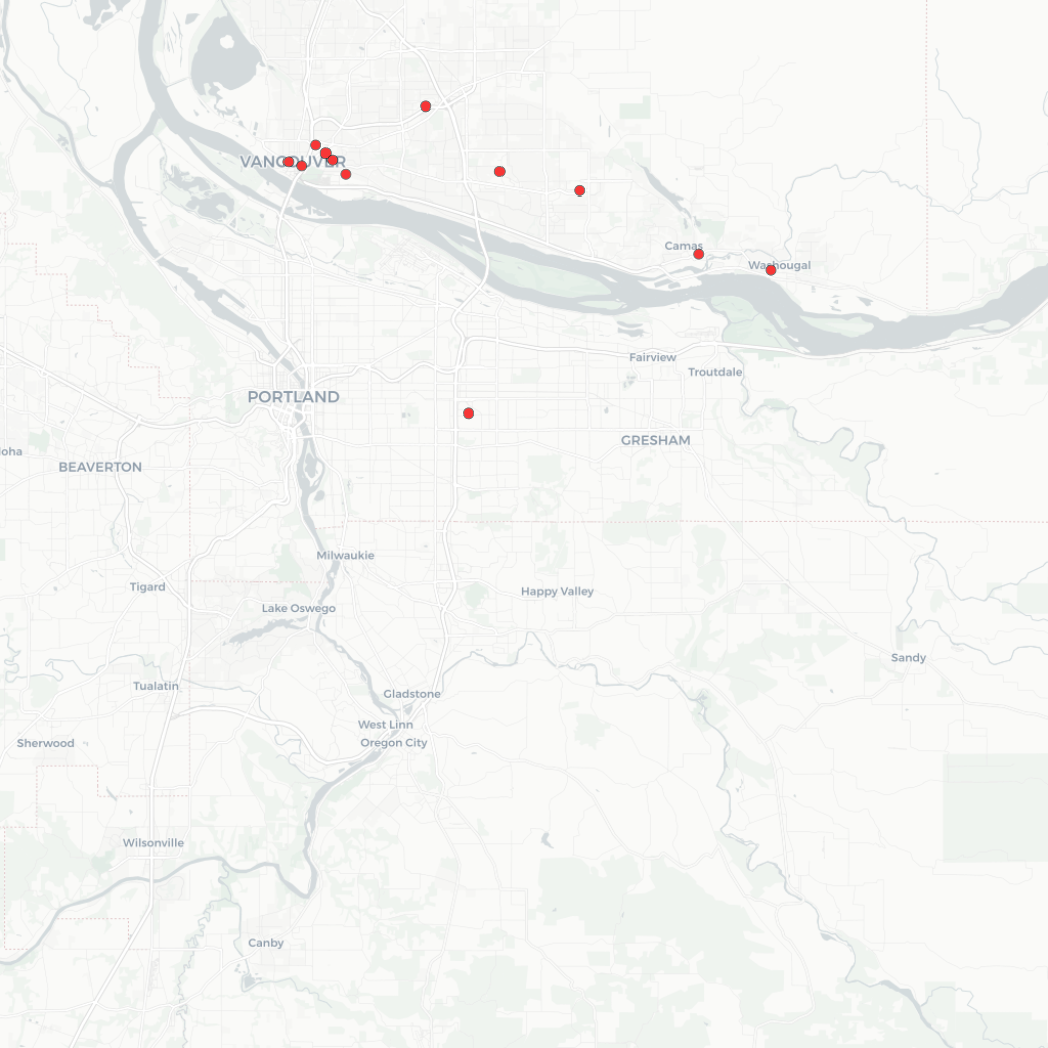 VANCOUVER
Camas
Washougal
Fairview
Troutdale
PORTLAND
GRESHAM
oha
BEAVERTON
Milwaukie
Tigard
Happy Valley
Lake Oswego
Sandy
Tualatin
Gladstone
West Linn
Sherwood
Oregon City
Wilsonville
Canby